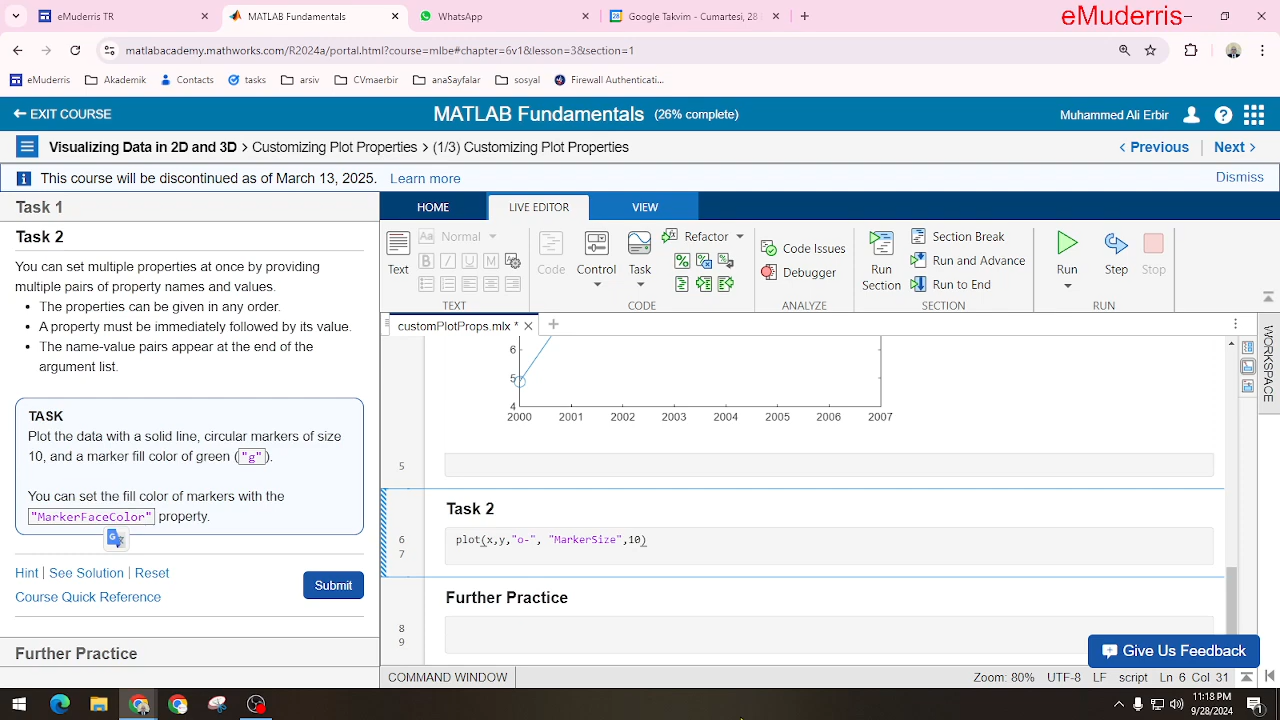 eMuderris TR
MATLAB Fundamentals
WhatsApp
Google Takvim - Cumartesi, 28
eMuderris
matlabacademy.mathworks.com/R2024a/portal.html?course=mlbe#chapter=6v1&lesson=3&section=1
eMuderris
Akademik
Contacts
tasks
arsiv
CVmaerbir
anaSayfalar
sosyal
Firewall Authenticati...
EXIT COURSE
MATLAB Fundamentals (26% complete)
Muhammed Ali Erbir
Visualizing Data in 2D and 3D > Customizing Plot Properties > (1/3) Customizing Plot Properties
< Previous
Next >
This course will be discontinued as of March 13, 2025. Learn more
Dismiss
Task 1
Task 2
You can set multiple properties at once by providing
multiple pairs of property names and values.
• The properties can be given in any order.
• A property must be immediately followed by its value.
• The name-value pairs appear at the end of the
argument list.
TASK
Plot the data with a solid line, circular markers of size
10, and a marker fill color of green ("g").
You can set the fill color of markers with the
"MarkerFaceColor" property.
Hint | See Solution | Reset
Course Quick Reference
Submit
Further Practice
HOME
LIVE EDITOR
VIEW
Text
Aa Normal
B I U M
TEXT
Code
Control
Task
Refactor
CODE
Code Issues
Debugger
ANALYZE
Run
Section
Section Break
Run and Advance
Run to End
SECTION
Run
Step
Stop
RUN
customPlotProps.mlx *
WORKSPACE
6
5
4
2000 2001 2002 2003 2004 2005 2006 2007
5
Task 2
6 plot(x,y,"o-", "MarkerSize",10)
7
Further Practice
8
9
Give Us Feedback
COMMAND WINDOW
Zoom: 80% UTF-8 LF script Ln 6 Col 31
11:18 PM
9/28/2024